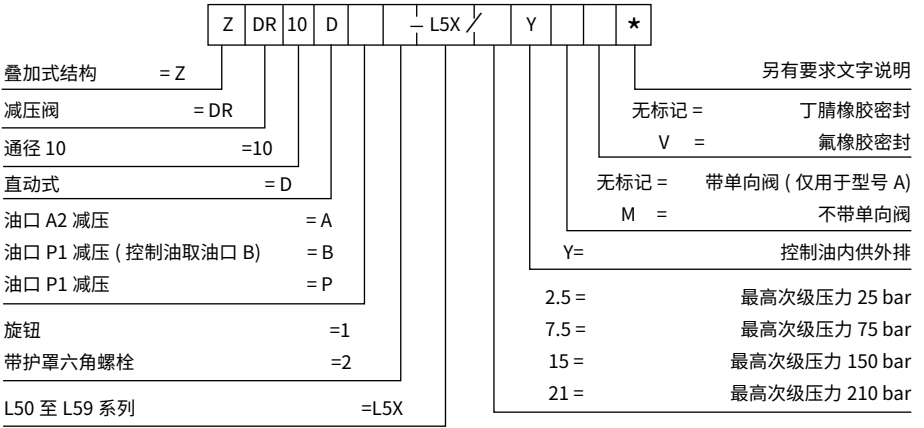 Z DR 10 D – L5X / Y *
叠加式结构 = Z
减压阀 = DR
通径 10 =10
直动式 = D
油口 A2 减压 = A
油口 P1 减压 ( 控制油取油口 B) = B
油口 P1 减压 = P
旋钮 =1
带护罩六角螺栓 =2
L50 至 L59 系列 =L5X
另有要求文字说明
无标记 = 丁腈橡胶密封
V = 氟橡胶密封
无标记 = 带单向阀 ( 仅用于型号 A)
M = 不带单向阀
Y= 控制油内供外排
2.5 = 最高次级压力 25 bar
7.5 = 最高次级压力 75 bar
15 = 最高次级压力 150 bar
21 = 最高次级压力 210 bar